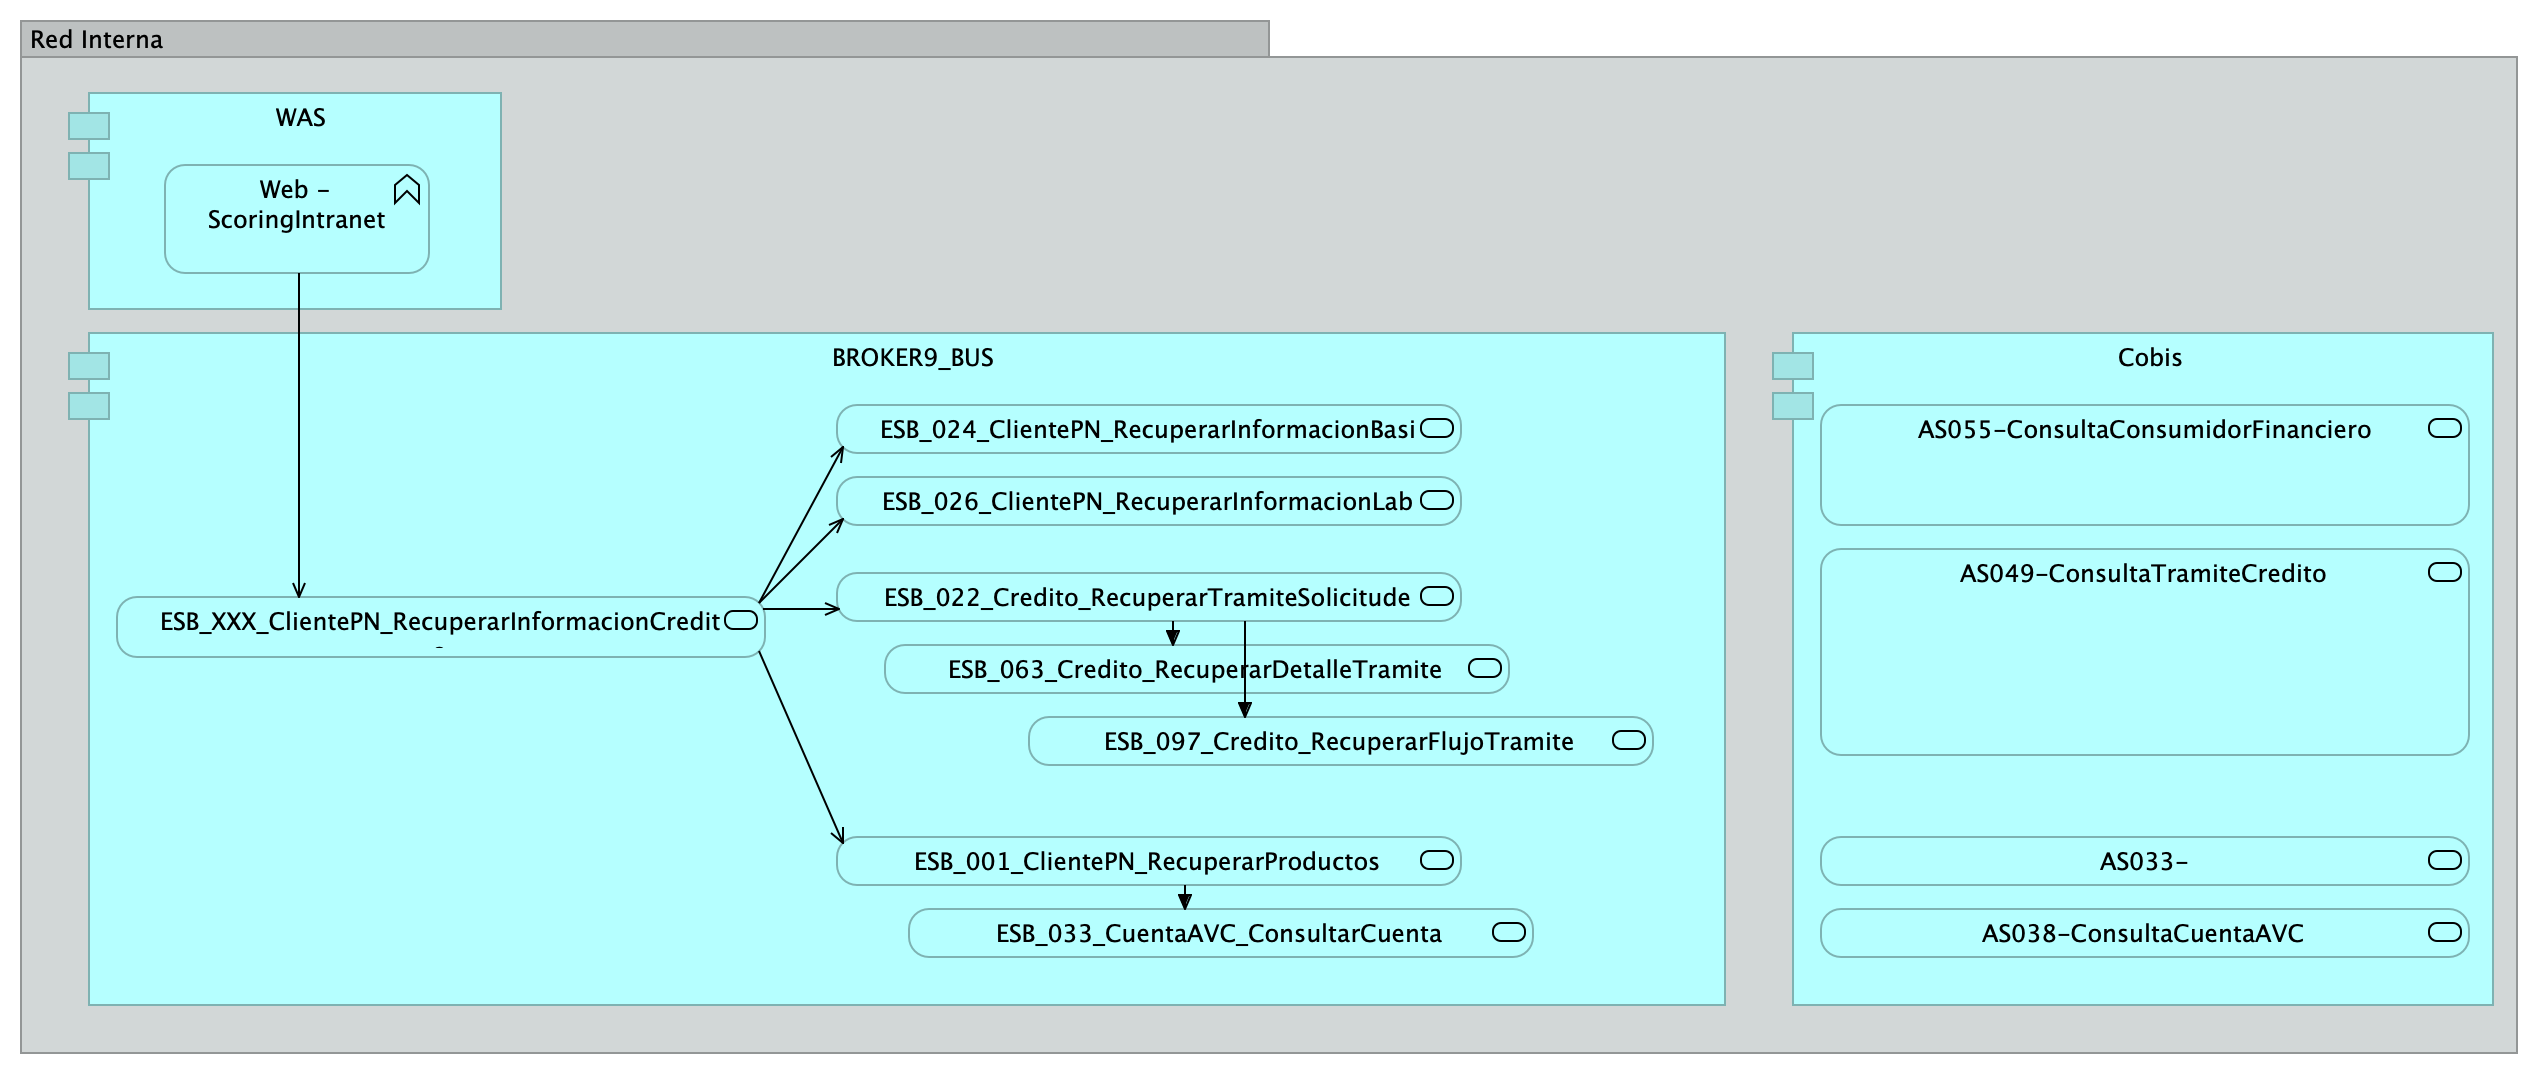 Red Interna
WAS
Web -
ScoringIntranet
BROKER9_BUS
Cobis
ESB_024_ClientePN_RecuperarInformacionBasi
AS055-ConsultaConsumidorFinanciero
ESB_026_ClientePN_RecuperarInformacionLab
ESB_022_Credito_RecuperarTramiteSolicitude
AS049-ConsultaTramiteCredito
ESB_XXX_ClientePN_RecuperarInformacionCredit
ESB_063_Credito_RecuperarDetalleTramite
ESB_097_Credito_RecuperarFlujoTramite
ESB_001_ClientePN_RecuperarProductos
AS033-
ESB_033_CuentaAVC_ConsultarCuenta
AS038-ConsultaCuentaAVC